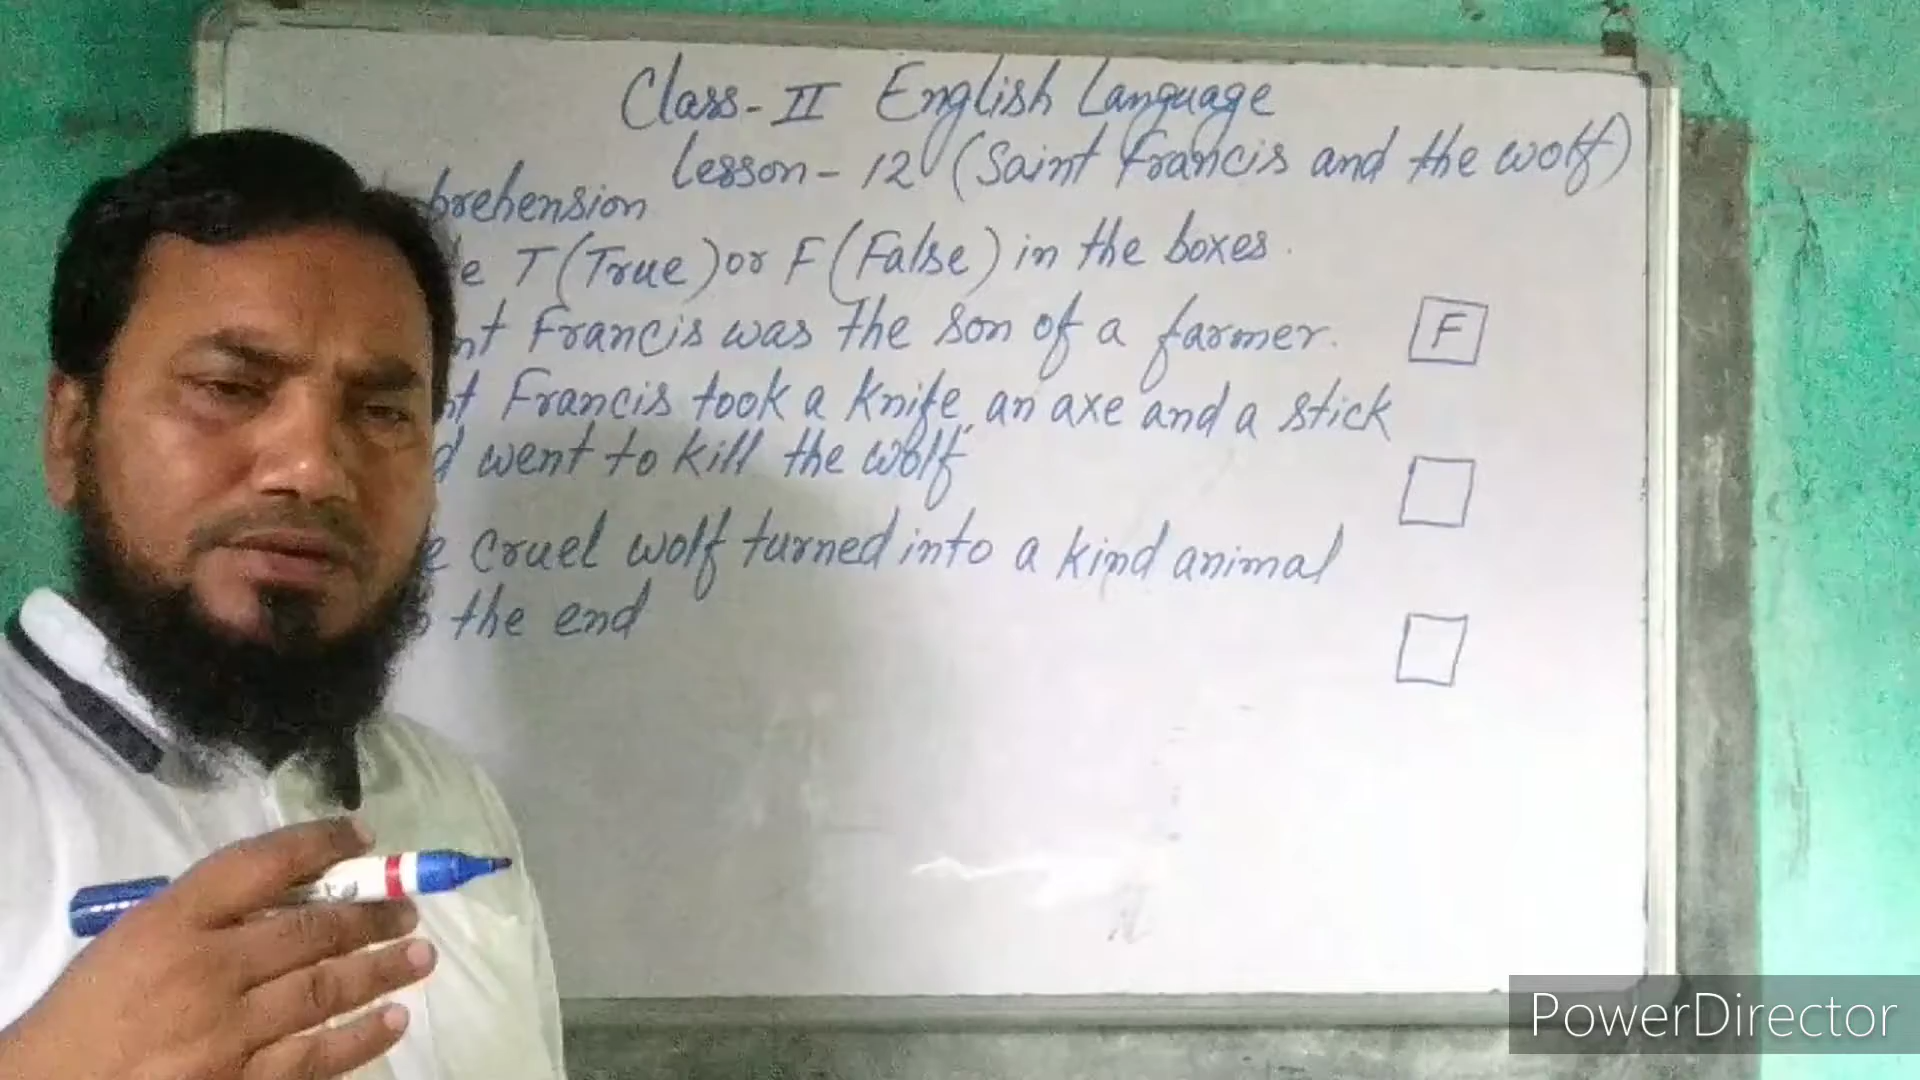 Class-II English Language
Lesson-12 (Saint Francis and the wolf)
prehension
T (True) or F (False) in the boxes.
Francis was the son of a farmer. F
Francis took a knife, an axe and a stick
went to kill the wolf
cruel wolf turned into a kind animal
the end
PowerDirector